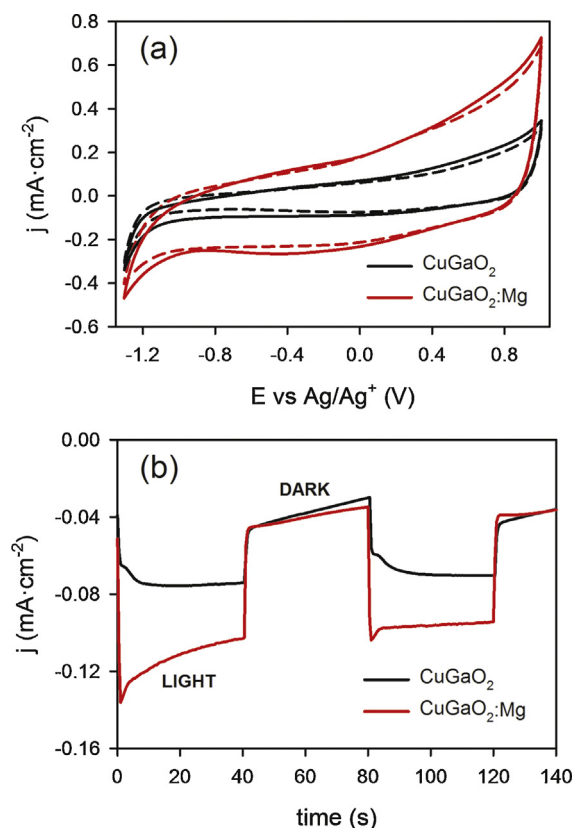 (a)
j (mA·cm⁻²)
0.8
0.6
0.4
0.2
0.0
-0.2
-0.4
-0.6
CuGaO₂
CuGaO₂:Mg
-1.2 -0.8 -0.4 0.0 0.4 0.8
E vs Ag/Ag⁺ (V)
(b)
j (mA·cm⁻²)
0.00
-0.04
-0.08
-0.12
-0.16
DARK
LIGHT
CuGaO₂
CuGaO₂:Mg
0 20 40 60 80 100 120 140
time (s)